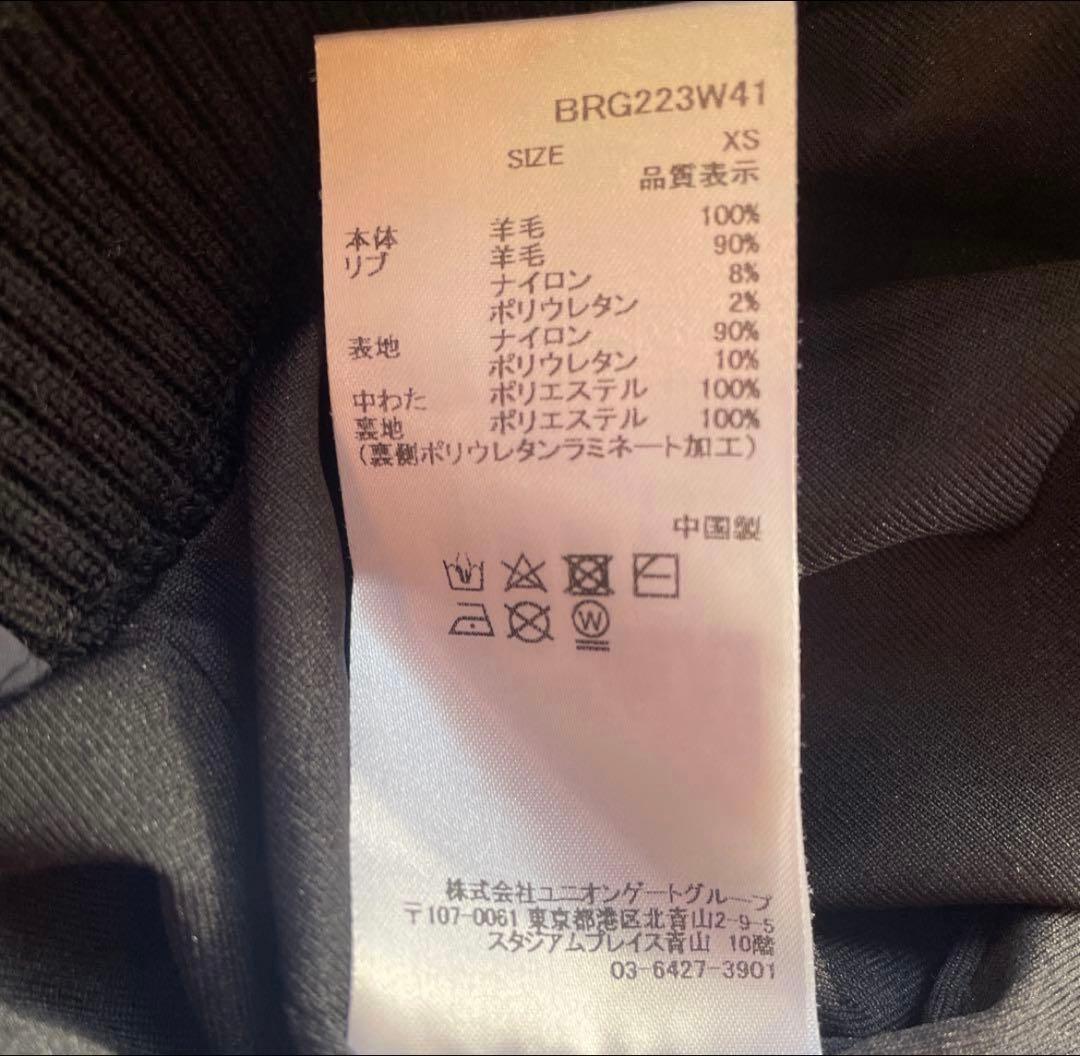 BRG223W41
SIZE XS
品質表示
本体 羊毛 100%
リブ 羊毛 90%
ナイロン 8%
ポリウレタン 2%
表地 ナイロン 90%
ポリウレタン 10%
中わた ポリエステル 100%
裏地 ポリエステル 100%
(裏側ポリウレタンラミネート加工)
中国製
W
株式会社ユニオンゲートグループ
〒107-0061 東京都港区北青山2-9-5
スタジアムプレイス青山 10階
03-6427-3901